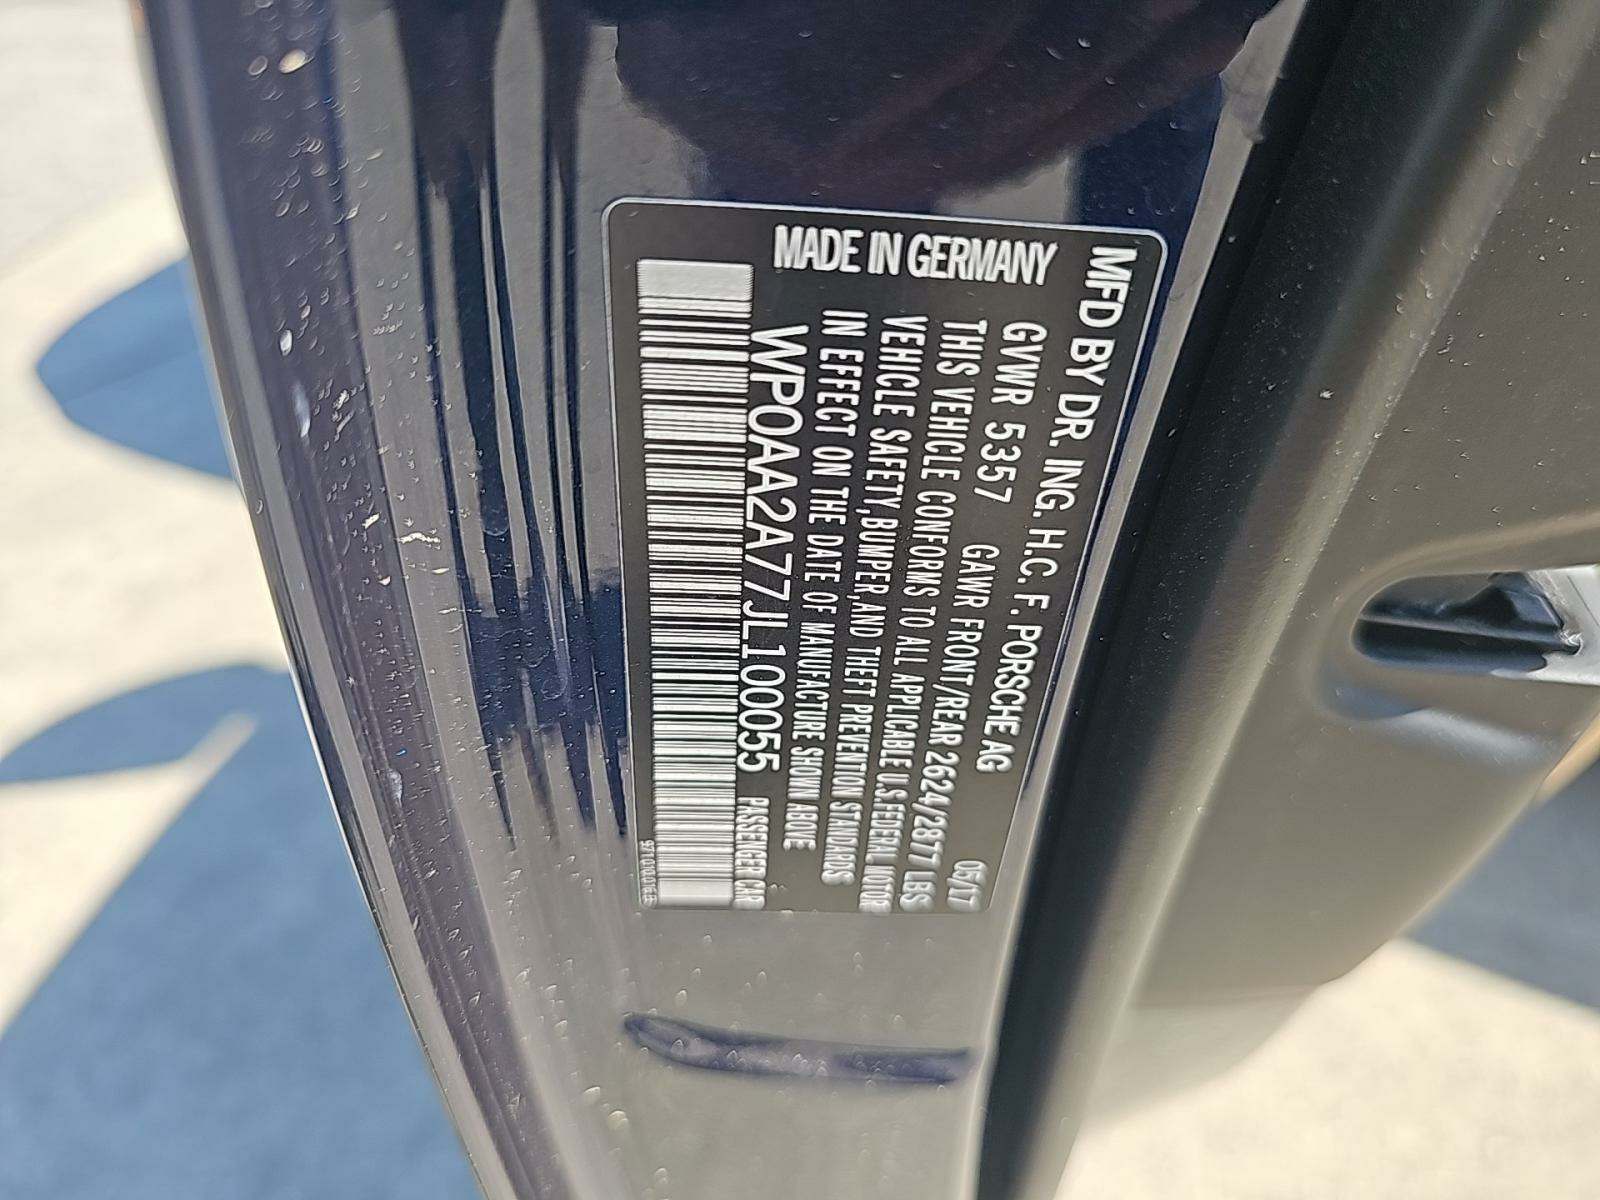 MFD BY DR. ING. H.C. F. PORSCHE AG
MADE IN GERMANY
05/17
GVWR 5357 GAWR FRONT/REAR 2624/2877 LBS
THIS VEHICLE CONFORMS TO ALL APPLICABLE U.S.FEDERAL MOTOR
VEHICLE SAFETY,BUMPER,AND THEFT PREVENTION STANDARDS
IN EFFECT ON THE DATE OF MANUFACTURE SHOWN ABOVE
WP0AA2A77JL100055 PASSENGER CAR